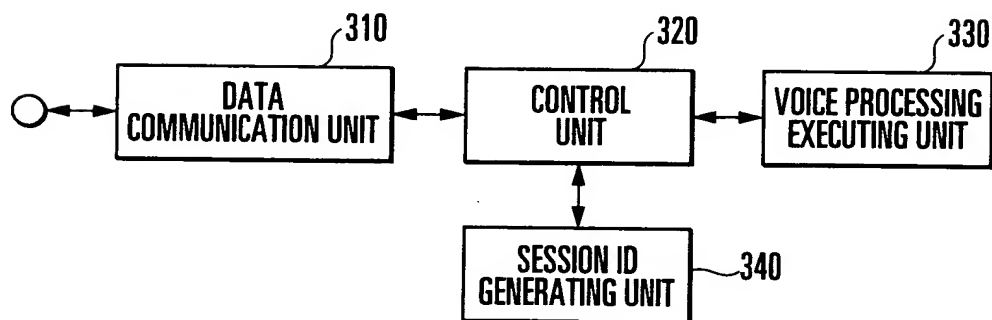 310
320
330
DATA
COMMUNICATION UNIT
CONTROL
UNIT
VOICE PROCESSING
EXECUTING UNIT
SESSION ID
GENERATING UNIT
340